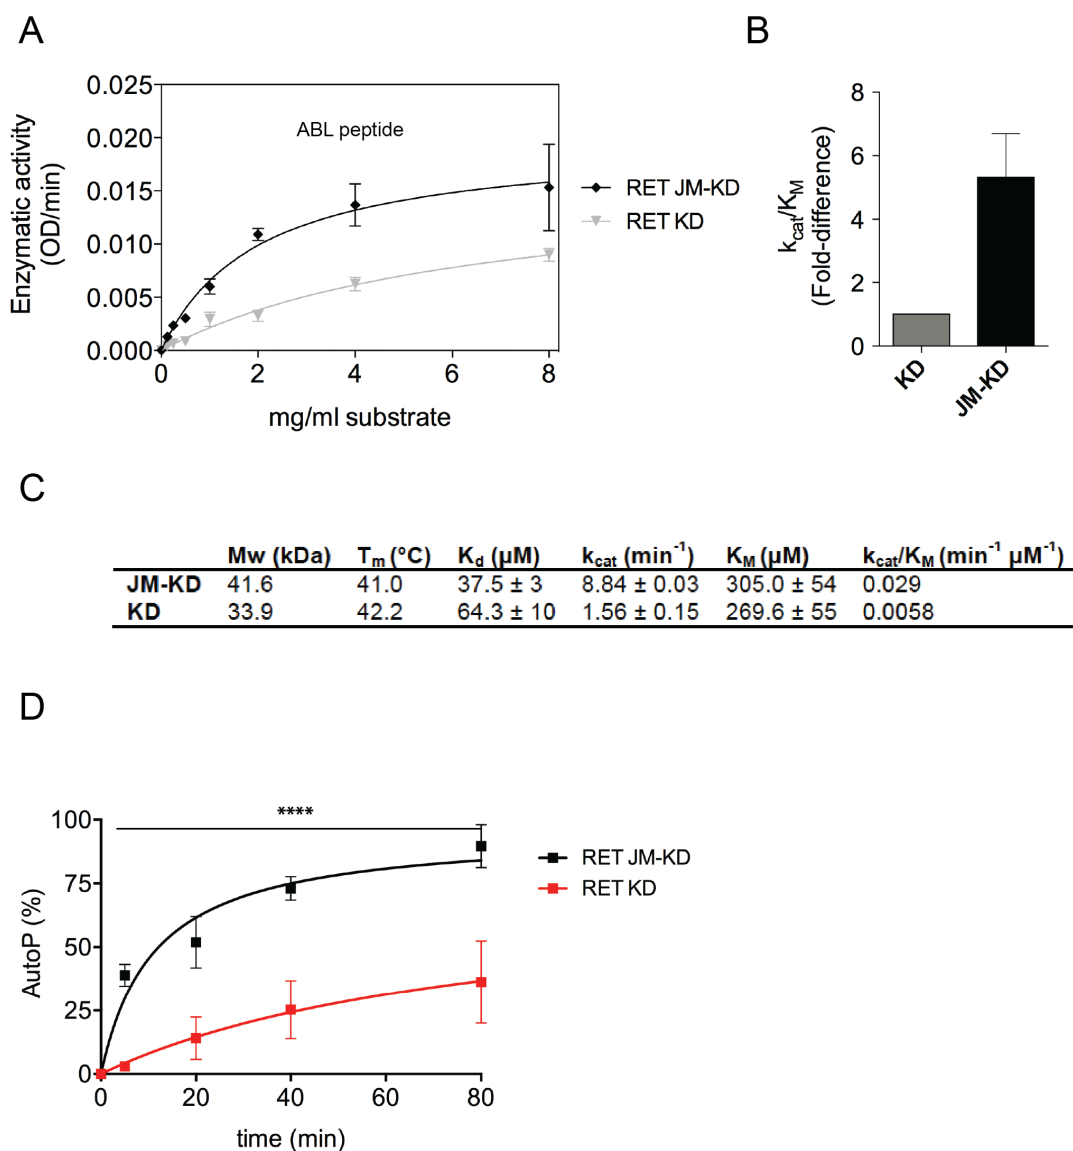 A
Enzymatic activity
(OD/min)
0.025
0.020
0.015
0.010
0.005
0.000
ABL peptide
0 2 4 6 8
mg/ml substrate
RET JM-KD
RET KD
B
kcat/KM
(Fold-difference)
8
6
4
2
0
KD JM-KD
C
Mw (kDa) Tm (°C) Kd (µM) kcat (min-1) KM (µM) kcat/KM (min-1 µM-1)
JM-KD 41.6 41.0 37.5 ± 3 8.84 ± 0.03 305.0 ± 54 0.029
KD 33.9 42.2 64.3 ± 10 1.56 ± 0.15 269.6 ± 55 0.0058
D
AutoP (%)
100
75
50
25
0
****
0 20 40 60 80
time (min)
RET JM-KD
RET KD